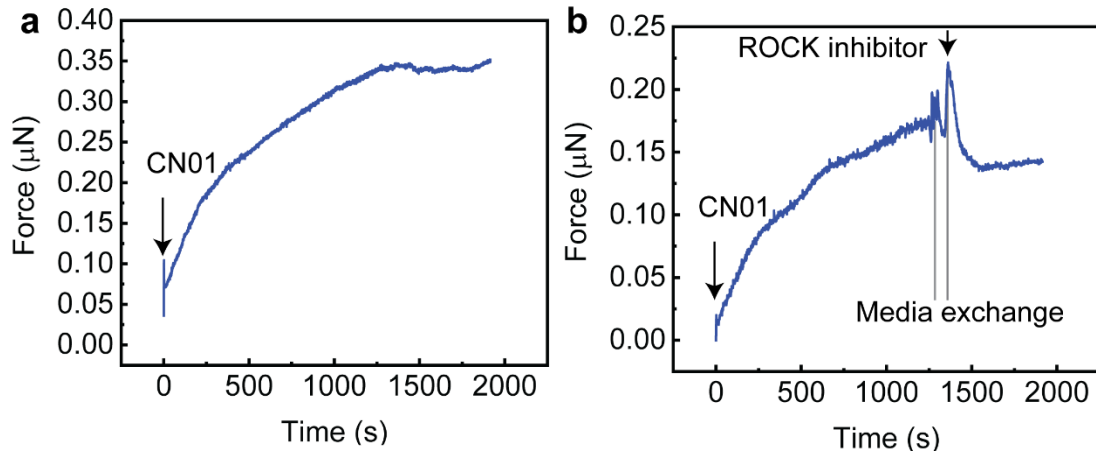 a
0.40
0.35
0.30
0.25
0.20
0.15
0.10
0.05
0.00
Force (μN)
CN01
0
500
1000
1500
2000
Time (s)
b
0.25
0.20
0.15
0.10
0.05
0.00
Force (μN)
ROCK inhibitor
CN01
Media exchange
0
500
1000
1500
2000
Time (s)